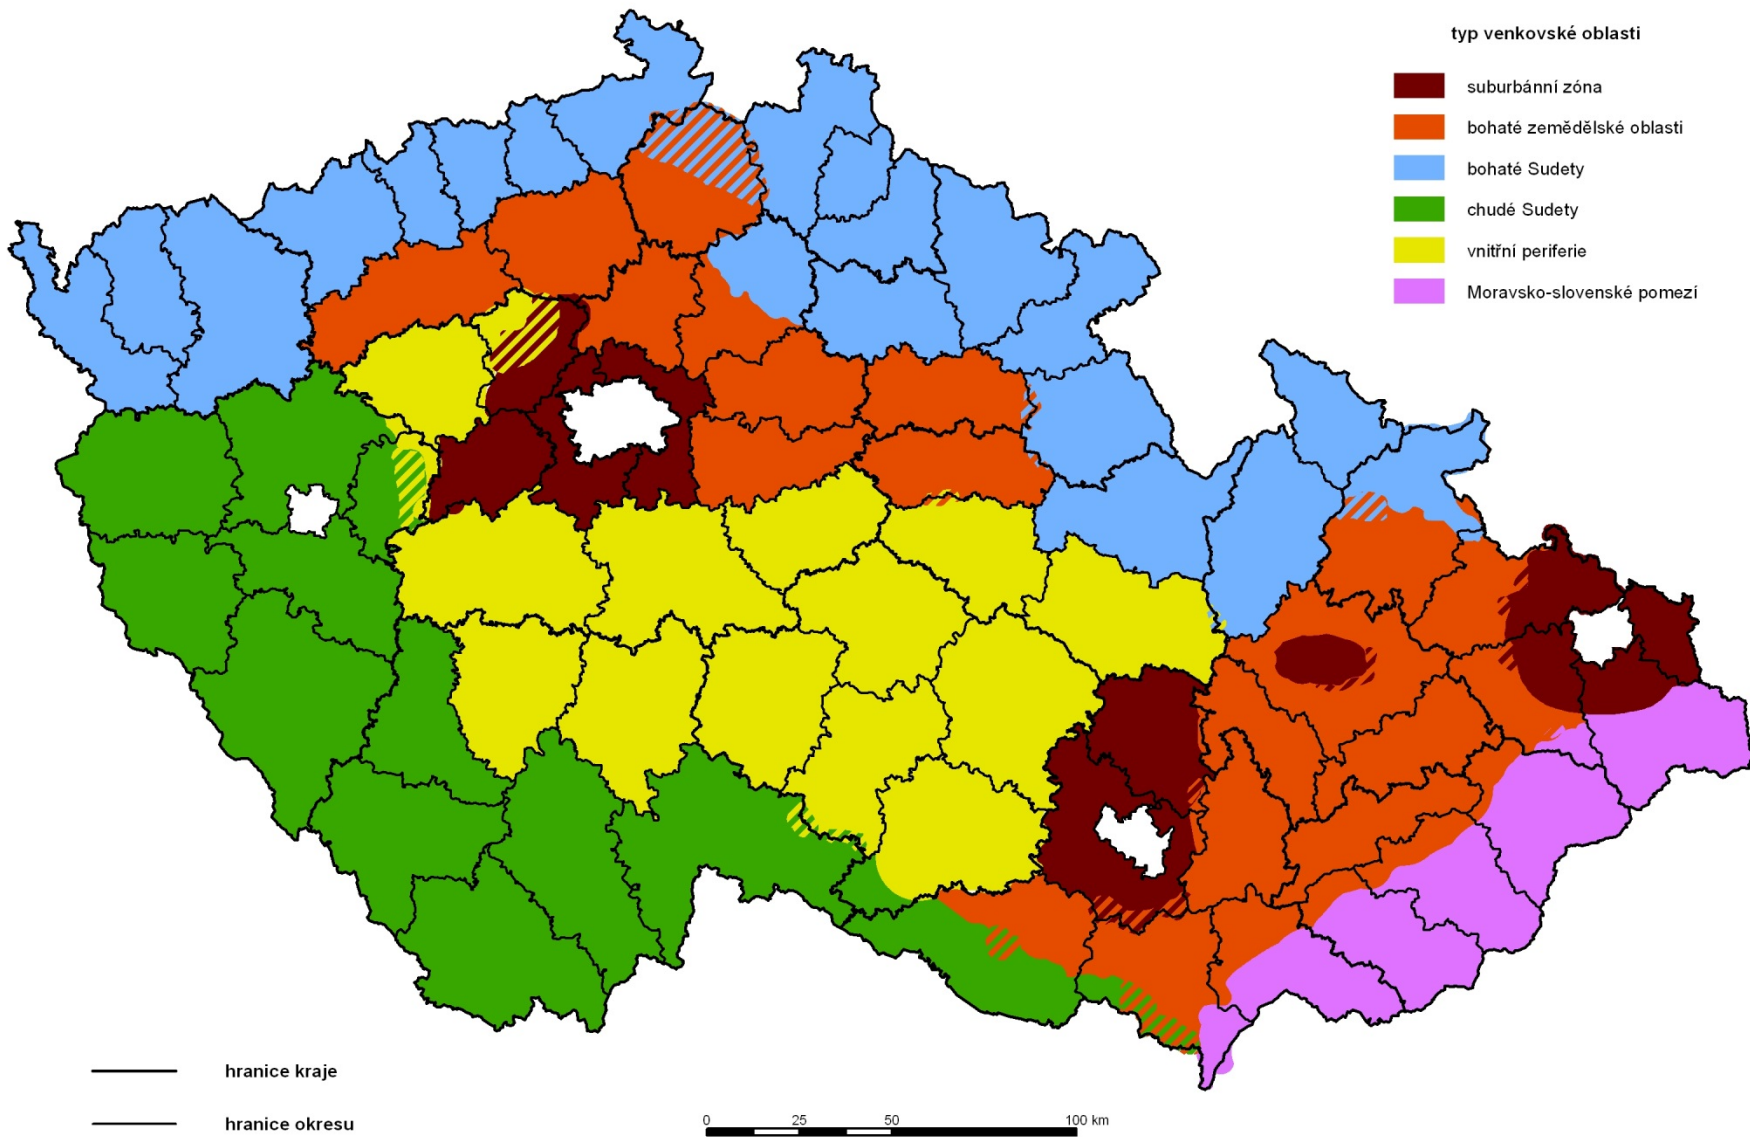 typ venkovské oblasti
suburbánní zóna
bohaté zemědělské oblasti
bohaté Sudety
chudé Sudety
vnitřní periferie
Moravsko-slovenské pomezí
hranice kraje
hranice okresu
0 25 50 100 km